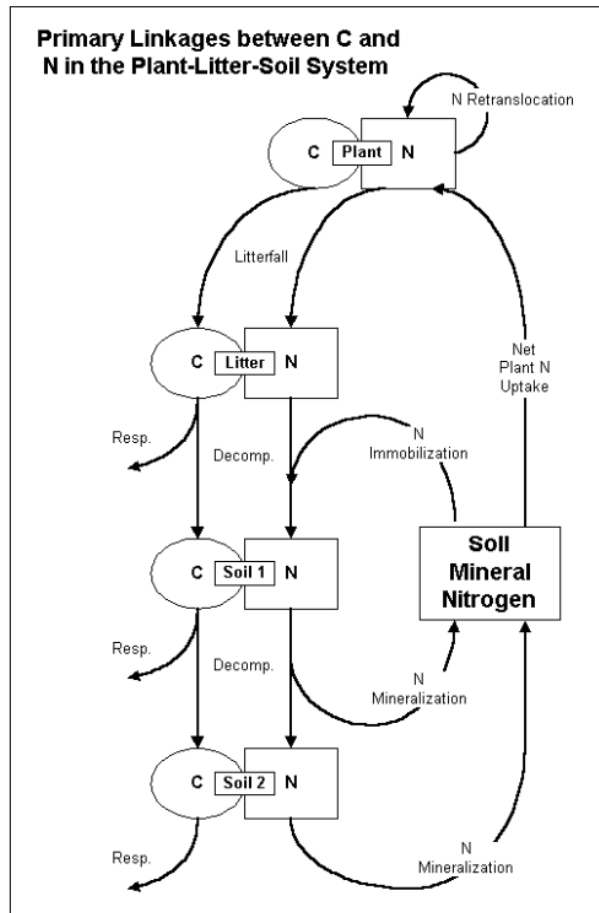 Primary Linkages between C and
N in the Plant-Litter-Soil System
N Retranslocation
C
Plant
N
Litterfall
Net
Plant N
Uptake
C
Litter
N
Resp.
Decomp.
N
Immobilization
Soil
Mineral
Nitrogen
C
Soil 1
N
Resp.
Decomp.
N
Mineralization
C
Soil 2
N
Resp.
N
Mineralization